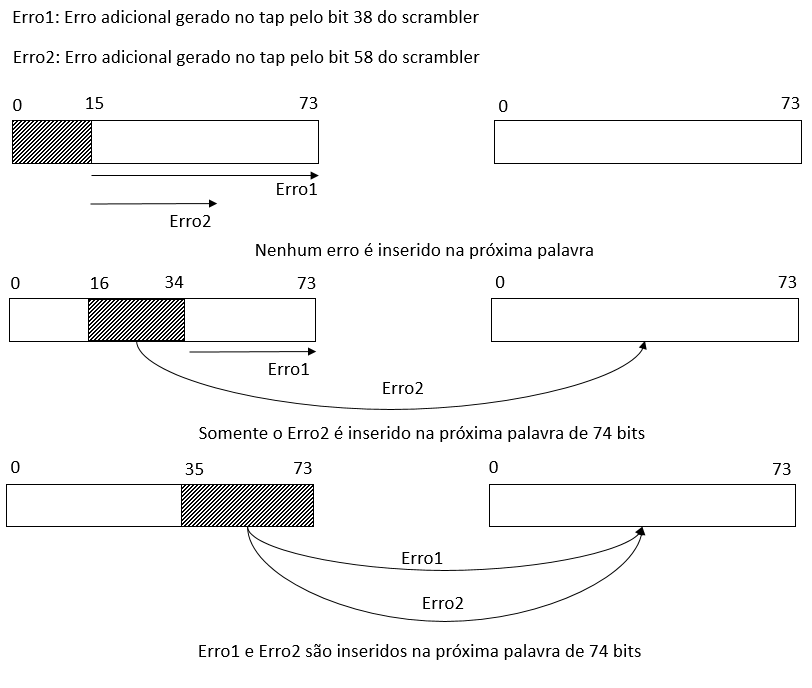 Erro1: Erro adicional gerado no tap pelo bit 38 do scrambler
Erro2: Erro adicional gerado no tap pelo bit 58 do scrambler
0 15 73 0 73
Erro1
Erro2
Nenhum erro é inserido na próxima palavra
0 16 34 73 0 73
Erro1
Erro2
Somente o Erro2 é inserido na próxima palavra de 74 bits
0 35 73 0 73
Erro1
Erro2
Erro1 e Erro2 são inseridos na próxima palavra de 74 bits